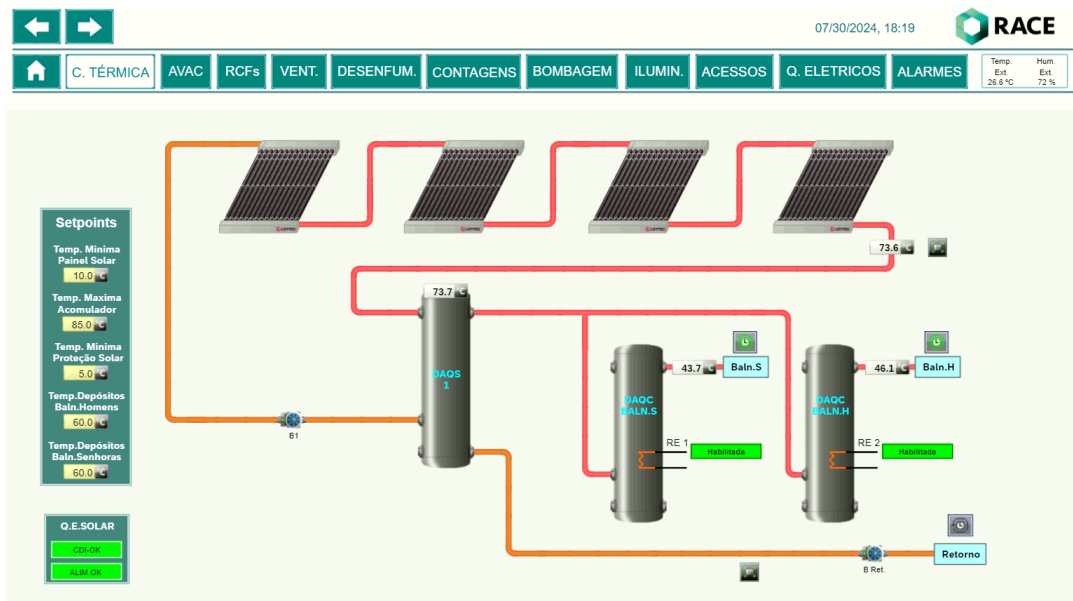 07/30/2024, 18:19
RACE
C. TÉRMICA
AVAC
RCFs
VENT.
DESENFUM.
CONTAGENS
BOMBAGEM
ILUMIN.
ACESSOS
Q. ELETRICOS
ALARMES
Temp. Hum.
Ext. Ext.
26.6 ºC 72 %
Setpoints
Temp. Minima
Painel Solar
10.0 C
Temp. Maxima
Acomulador
85.0 C
Temp. Minima
Proteção Solar
5.0 C
Temp.Depósitos
Baln.Homens
60.0 C
Temp.Depósitos
Baln.Senhoras
60.0 C
Q.E.SOLAR
CDI-OK
ALIM.OK
73.6 C
73.7 C
DAQS
1
B1
43.7 C
Baln.S
DAQC
BALN.S
RE 1
Habilitada
46.1 C
Baln.H
DAQC
BALN.H
RE 2
Habilitada
B Ret.
Retorno